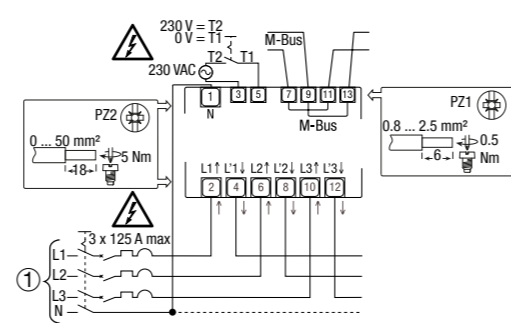 230 V = T2
0 V = T1
T2 T1
230 VAC
M-Bus
1 3 5 7 9 11 13
N
M-Bus
PZ2
0 ... 50 mm²
5 Nm
18
PZ1
0.8 ... 2.5 mm²
0.5
Nm
6
L1↑ L'1↓ L2↑ L'2↓ L3↑ L'3↓
2 4 6 8 10 12
3 x 125 A max
1
L1
L2
L3
N